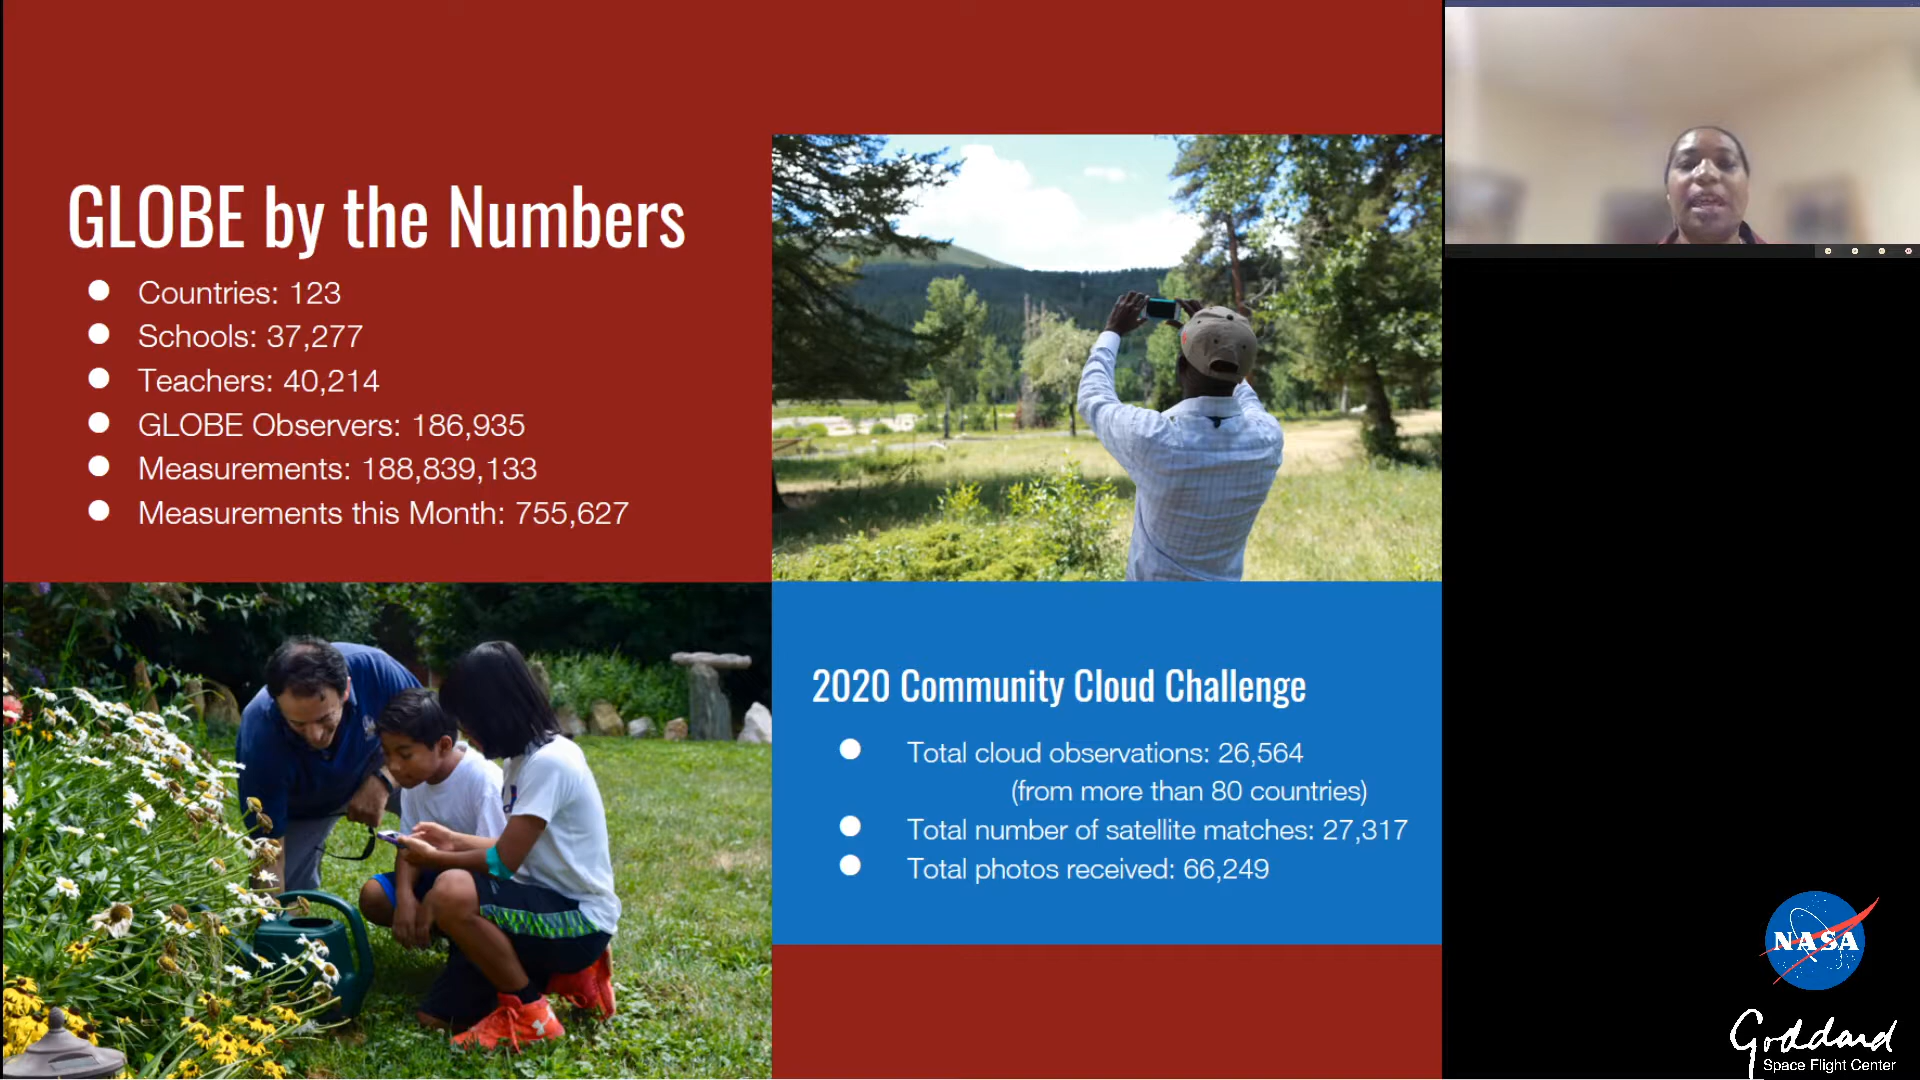 GLOBE by the Numbers
Countries: 123
Schools: 37,277
Teachers: 40,214
GLOBE Observers: 186,935
Measurements: 188,839,133
Measurements this Month: 755,627
2020 Community Cloud Challenge
Total cloud observations: 26,564
(from more than 80 countries)
Total number of satellite matches: 27,317
Total photos received: 66,249
NASA
Goddard
Space Flight Center